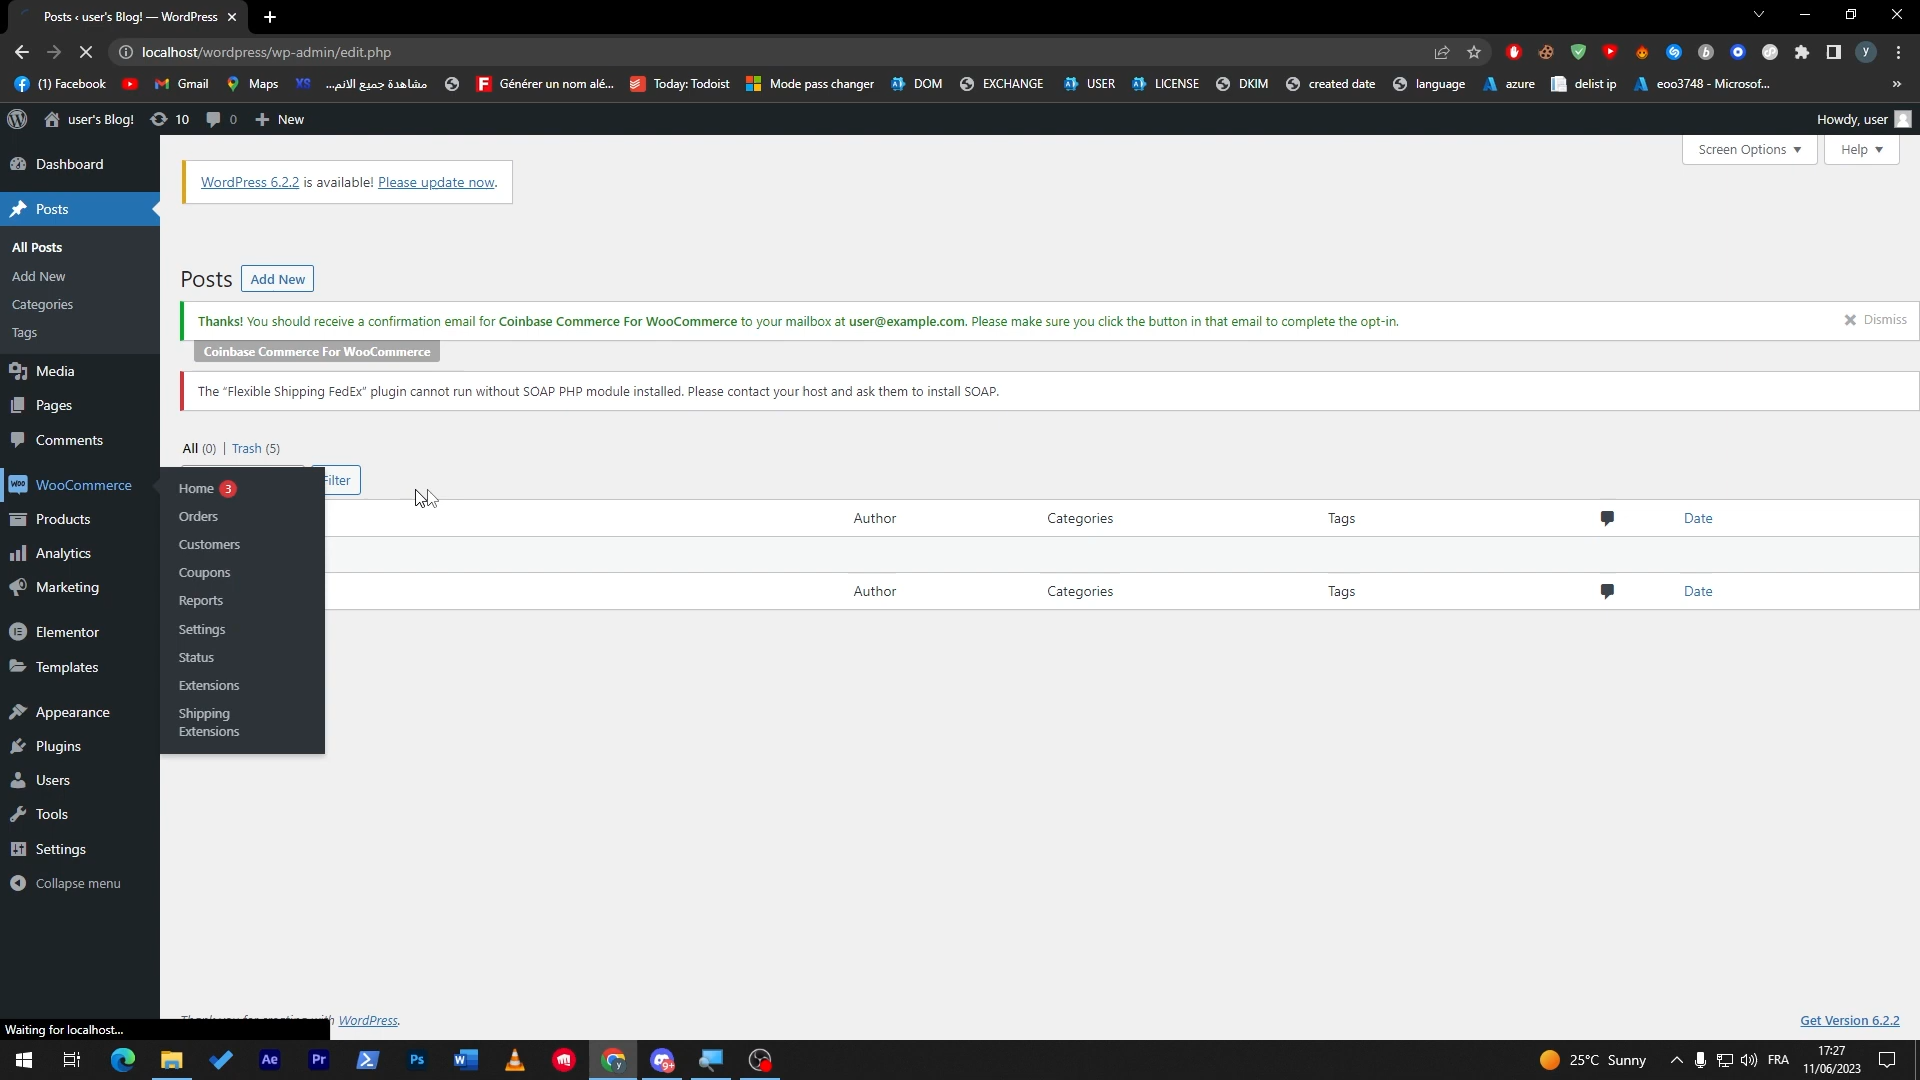 Posts ‹ user's Blog! — WordPress
localhost/wordpress/wp-admin/edit.php
(1) Facebook
Gmail
Maps
مشاهدة جميع الانم...
Générer un nom alé...
Today: Todoist
Mode pass changer
DOM
EXCHANGE
USER
LICENSE
DKIM
created date
language
azure
delist ip
eoo3748 - Microsof...
»
user's Blog!
10
0
New
Howdy, user
Dashboard
Posts
All Posts
Add New
Categories
Tags
Media
Pages
Comments
WooCommerce
Products
Analytics
Marketing
Elementor
Templates
Appearance
Plugins
Users
Tools
Settings
Collapse menu
Home 3
Orders
Customers
Coupons
Reports
Settings
Status
Extensions
Shipping
Extensions
Screen Options
Help
WordPress 6.2.2 is available! Please update now.
Posts
Add New
Thanks! You should receive a confirmation email for Coinbase Commerce For WooCommerce to your mailbox at user@example.com. Please make sure you click the button in that email to complete the opt-in.
Dismiss
Coinbase Commerce For WooCommerce
The "Flexible Shipping FedEx" plugin cannot run without SOAP PHP module installed. Please contact your host and ask them to install SOAP.
All (0) | Trash (5)
Filter
Author
Categories
Tags
Date
Author
Categories
Tags
Date
WordPress.
Get Version 6.2.2
Waiting for localhost...
Ae
Pr
Ps
25°C Sunny
FRA
17:27
11/06/2023